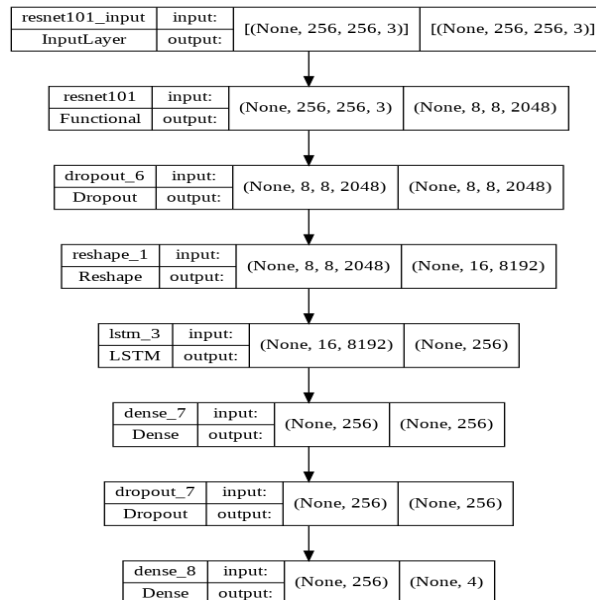 resnet101_input input: [(None, 256, 256, 3)] [(None, 256, 256, 3)]
InputLayer output:
resnet101 input: (None, 256, 256, 3) (None, 8, 8, 2048)
Functional output:
dropout_6 input: (None, 8, 8, 2048) (None, 8, 8, 2048)
Dropout output:
reshape_1 input: (None, 8, 8, 2048) (None, 16, 8192)
Reshape output:
lstm_3 input: (None, 16, 8192) (None, 256)
LSTM output:
dense_7 input: (None, 256) (None, 256)
Dense output:
dropout_7 input: (None, 256) (None, 256)
Dropout output:
dense_8 input: (None, 256) (None, 4)
Dense output: